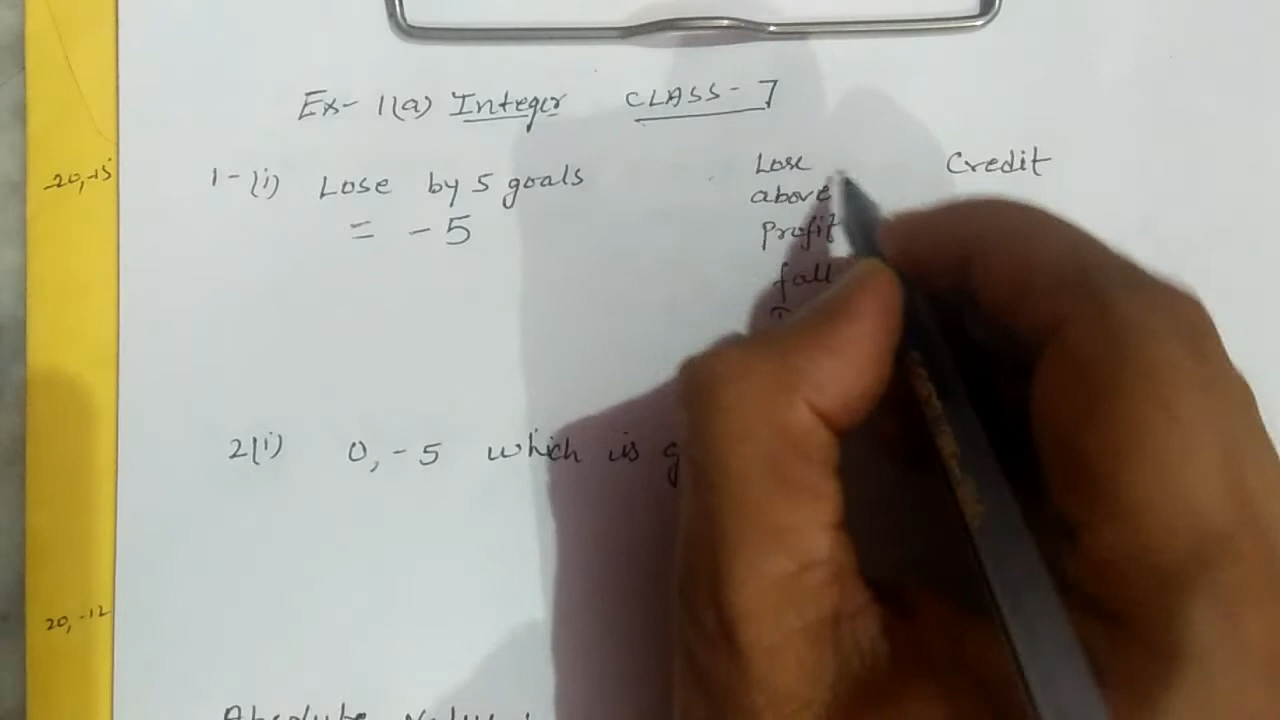 Ex- 1(a) Integer CLASS- 7
20,-15
1-(i) Lose by 5 goals
= -5
Lose
above
Profit
fall
Credit
2(i) 0, -5 which is
20, -12
Absolute